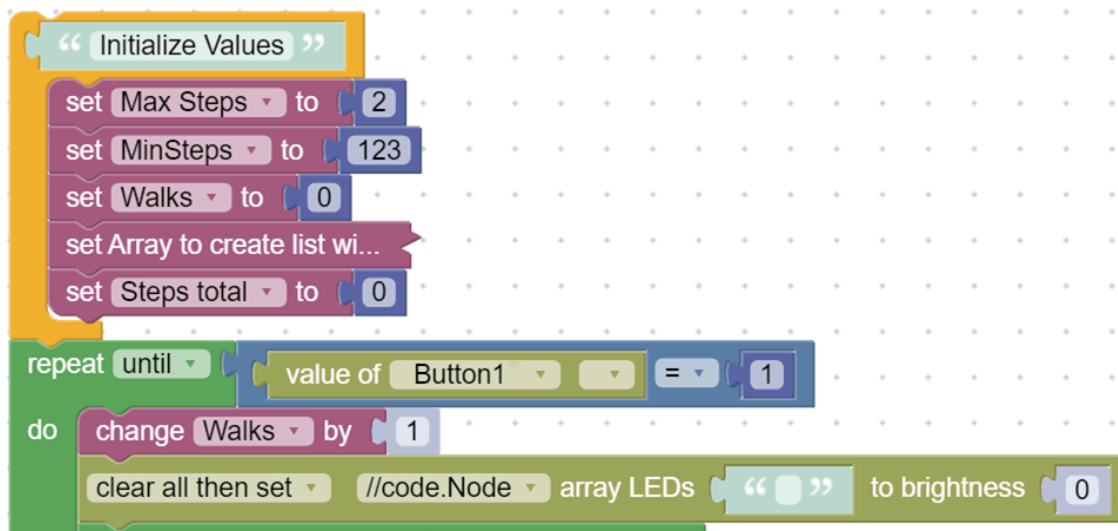 “ Initialize Values ”
set Max Steps to 2
set MinSteps to 123
set Walks to 0
set Array to create list wi...
set Steps total to 0
repeat until value of Button1 = 1
do change Walks by 1
clear all then set //code.Node array LEDs “ ” to brightness 0